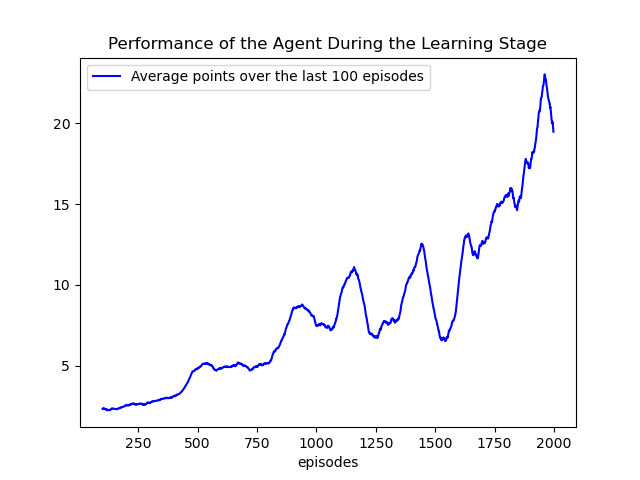 Performance of the Agent During the Learning Stage
Average points over the last 100 episodes
20
15
10
5
250 500 750 1000 1250 1500 1750 2000
episodes